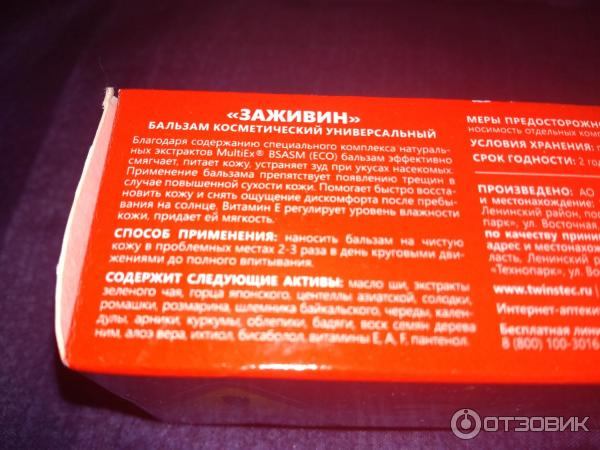 «ЗАЖИВИН»
БАЛЬЗАМ КОСМЕТИЧЕСКИЙ УНИВЕРСАЛЬНЫЙ
Благодаря содержанию специального комплекса натураль-
ных экстрактов MultiEx® BSASM (ECO) бальзам эффективно
смягчает, питает кожу, устраняет зуд при укусах насекомых.
Применение бальзама препятствует появлению трещин в
случае повышенной сухости кожи. Помогает быстро восста-
новить кожу и снять ощущение дискомфорта после пребы-
вания на солнце. Витамин Е регулирует уровень влажности
кожи, придает ей мягкость.
СПОСОБ ПРИМЕНЕНИЯ: наносить бальзам на чистую
кожу в проблемных местах 2-3 раза в день круговыми дви-
жениями до полного впитывания.
СОДЕРЖИТ СЛЕДУЮЩИЕ АКТИВЫ: масло ши, экстракты
зеленого чая, горца японского, центеллы азиатской, солодки,
ромашки, розмарина, шлемника байкальского, череды, кален-
дулы, арники, куркумы, облепихи, бадяги, воск семян дерева
ним, алоэ вера, ихтиол, бисаболол, витамины Е, А, F, пантенол.
МЕРЫ ПРЕДОСТОРОЖНО
носимость отдельных комп
УСЛОВИЯ ХРАНЕНИЯ:
СРОК ГОДНОСТИ: 2 го
ПРОИЗВЕДЕНО: АО
и местонахождение: 1
Ленинский район, пос
парк», ул. Восточная,
по качеству прини
адрес и местонахож
ласть, Ленинский р
«Технопарк», ул. Во
www.twinstec.ru
Интернет-аптеки
Бесплатная лини
8 (800) 100-3016
ОТЗОВИК